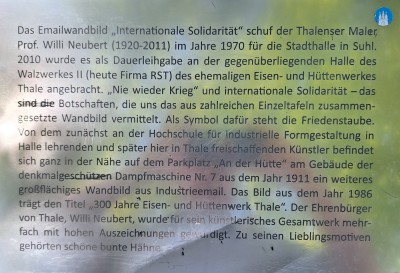 Das Emailwandbild „Internationale Solidarität“ schuf der Thalenser Maler
Prof. Willi Neubert (1920-2011) im Jahre 1970 für die Stadthalle in Suhl.
2010 wurde es als Dauerleihgabe an der gegenüberliegenden Halle des
Walzwerkes II (heute Firma RST) des ehemaligen Eisen- und Hüttenwerkes
Thale angebracht. „Nie wieder Krieg“ und internationale Solidarität – das
sind die Botschaften, die uns das aus zahlreichen Einzeltafeln zusammen-
gesetzte Wandbild vermittelt. Als Symbol dafür steht die Friedenstaube.
Von dem zunächst an der Hochschule für industrielle Formgestaltung in
Halle lehrenden und später hier in Thale freischaffenden Künstler befindet
sich ganz in der Nähe auf dem Parkplatz „An der Hütte“ am Gebäude der
denkmalgeschützen Dampfmaschine Nr. 7 aus dem Jahr 1911 ein weiteres
großflächiges Wandbild aus Industrieemail. Das Bild aus dem Jahr 1986
trägt den Titel „300 Jahre Eisen- und Hüttenwerk Thale“. Der Ehrenbürger
von Thale, Willi Neubert, wurde für sein künstlerisches Gesamtwerk mehr-
fach mit hohen Auszeichnungen gewürdigt. Zu seinen Lieblingsmotiven
gehörten schöne bunte Hähne.